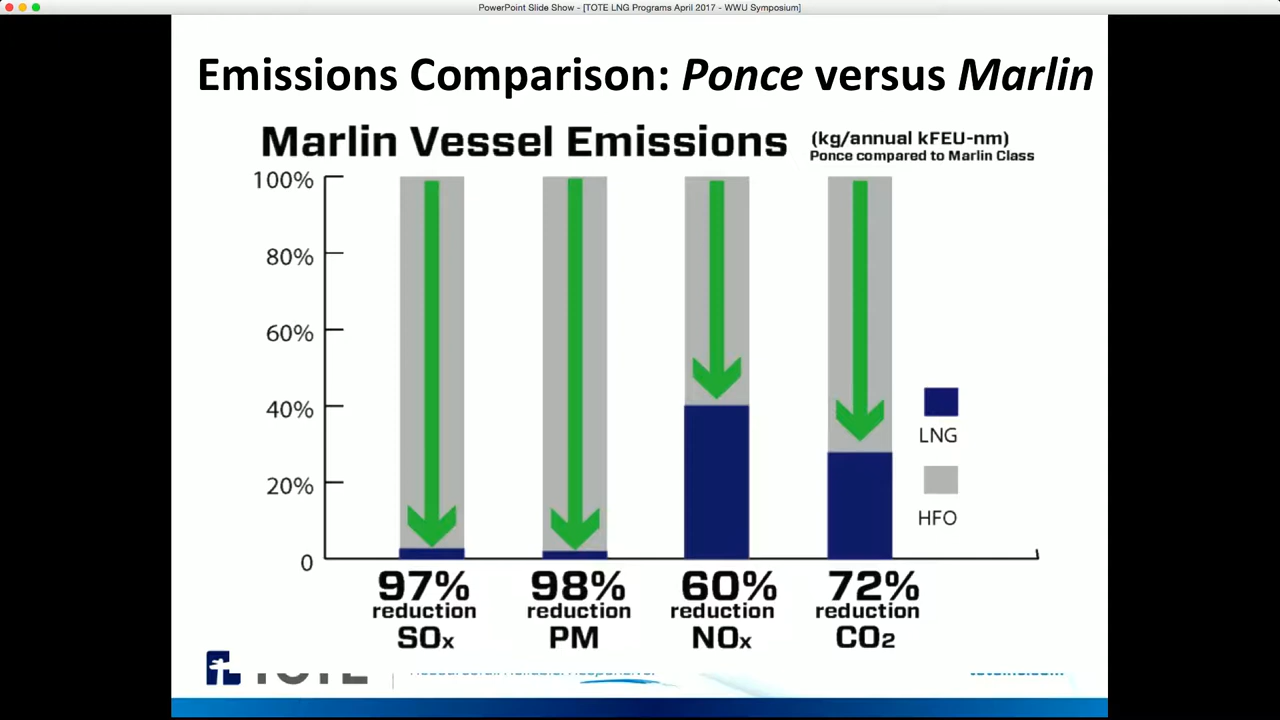 PowerPoint Slide Show - [TOTE LNG Programs April 2017 - WWU Symposium]
Emissions Comparison: Ponce versus Marlin
Marlin Vessel Emissions
(kg/annual kFEU-nm)
Ponce compared to Marlin Class
100%
80%
60%
40%
20%
0
LNG
HFO
97% 98% 60% 72%
reduction reduction reduction reduction
SOx PM NOx CO2
TOTE